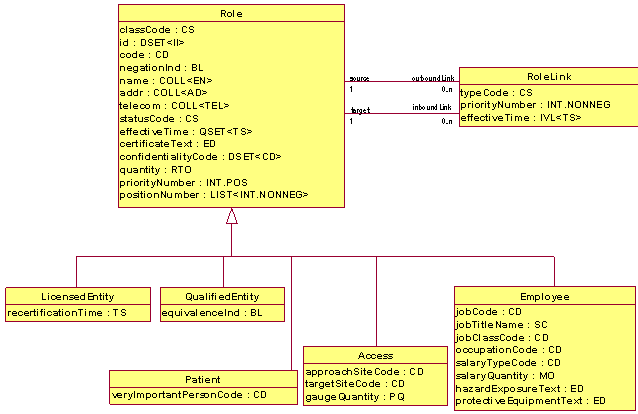 Role
classCode : CS
id : DSET<II>
code : CD
negationInd : BL
name : COLL<EN>
addr : COLL<AD>
telecom : COLL<TEL>
statusCode : CS
effectiveTime : QSET<TS>
certificateText : ED
confidentialityCode : DSET<CD>
quantity : RTO
priorityNumber : INT.POS
positionNumber : LIST<INT.NONNEG>
source outboundLink
1 0..n
target inboundLink
1 0..n
RoleLink
typeCode : CS
priorityNumber : INT.NONNEG
effectiveTime : IVL<TS>
LicensedEntity
recertificationTime : TS
QualifiedEntity
equivalenceInd : BL
Patient
veryImportantPersonCode : CD
Access
approachSiteCode : CD
targetSiteCode : CD
gaugeQuantity : PQ
Employee
jobCode : CD
jobTitleName : SC
jobClassCode : CD
occupationCode : CD
salaryTypeCode : CD
salaryQuantity : MO
hazardExposureText : ED
protectiveEquipmentText : ED